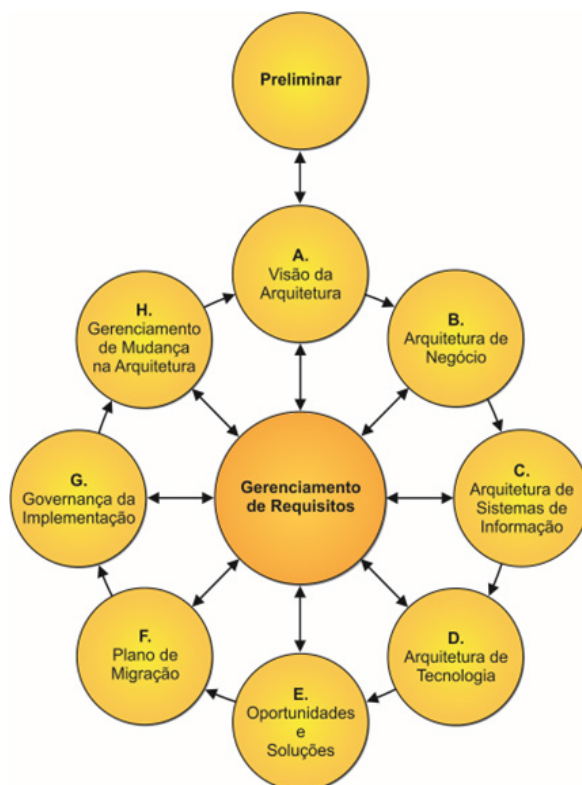 Preliminar
A.
Visão da
Arquitetura
B.
Arquitetura de
Negócio
C.
Arquitetura de
Sistemas de
Informação
D.
Arquitetura de
Tecnologia
E.
Oportunidades
e
Soluções
F.
Plano de
Migração
G.
Governança da
Implementação
H.
Gerenciamento
de Mudança
na Arquitetura
Gerenciamento
de Requisitos